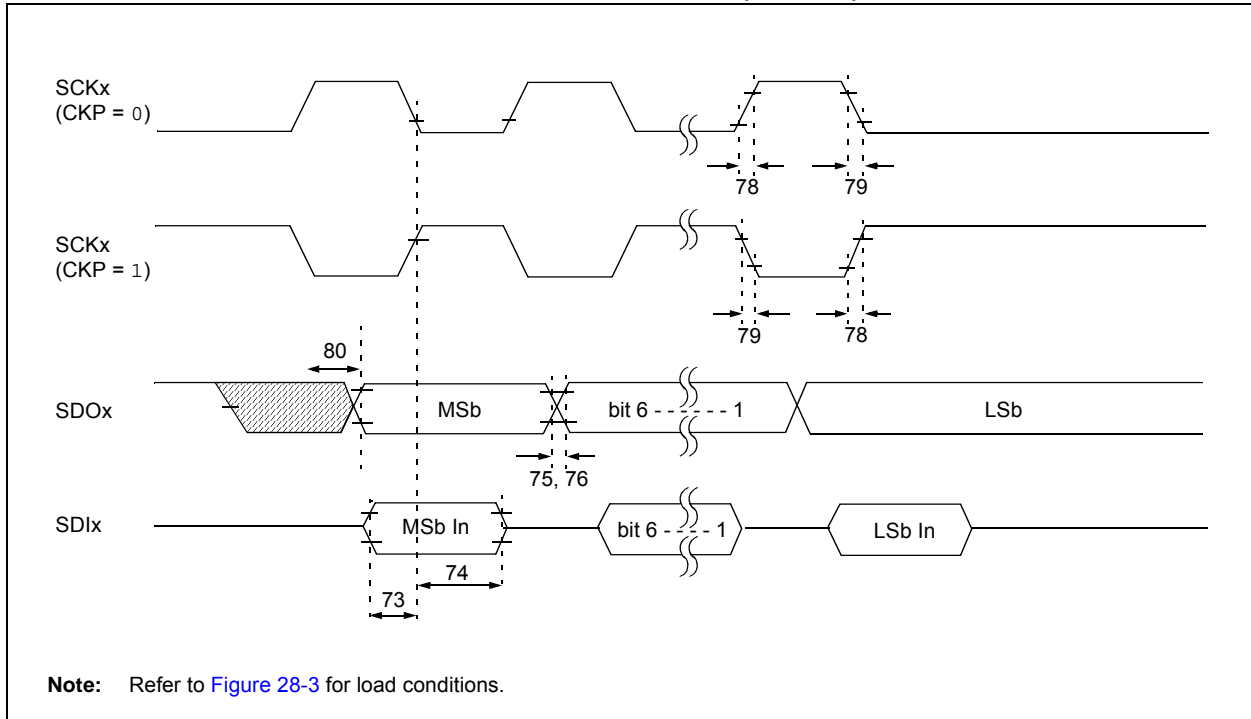 SCKx
(CKP = 0)
78
79
SCKx
(CKP = 1)
79
78
80
SDOx
MSb
bit 6 - - - - - - 1
LSb
75, 76
SDIx
MSb In
bit 6 - - - - 1
LSb In
74
73
Note: Refer to Figure 28-3 for load conditions.